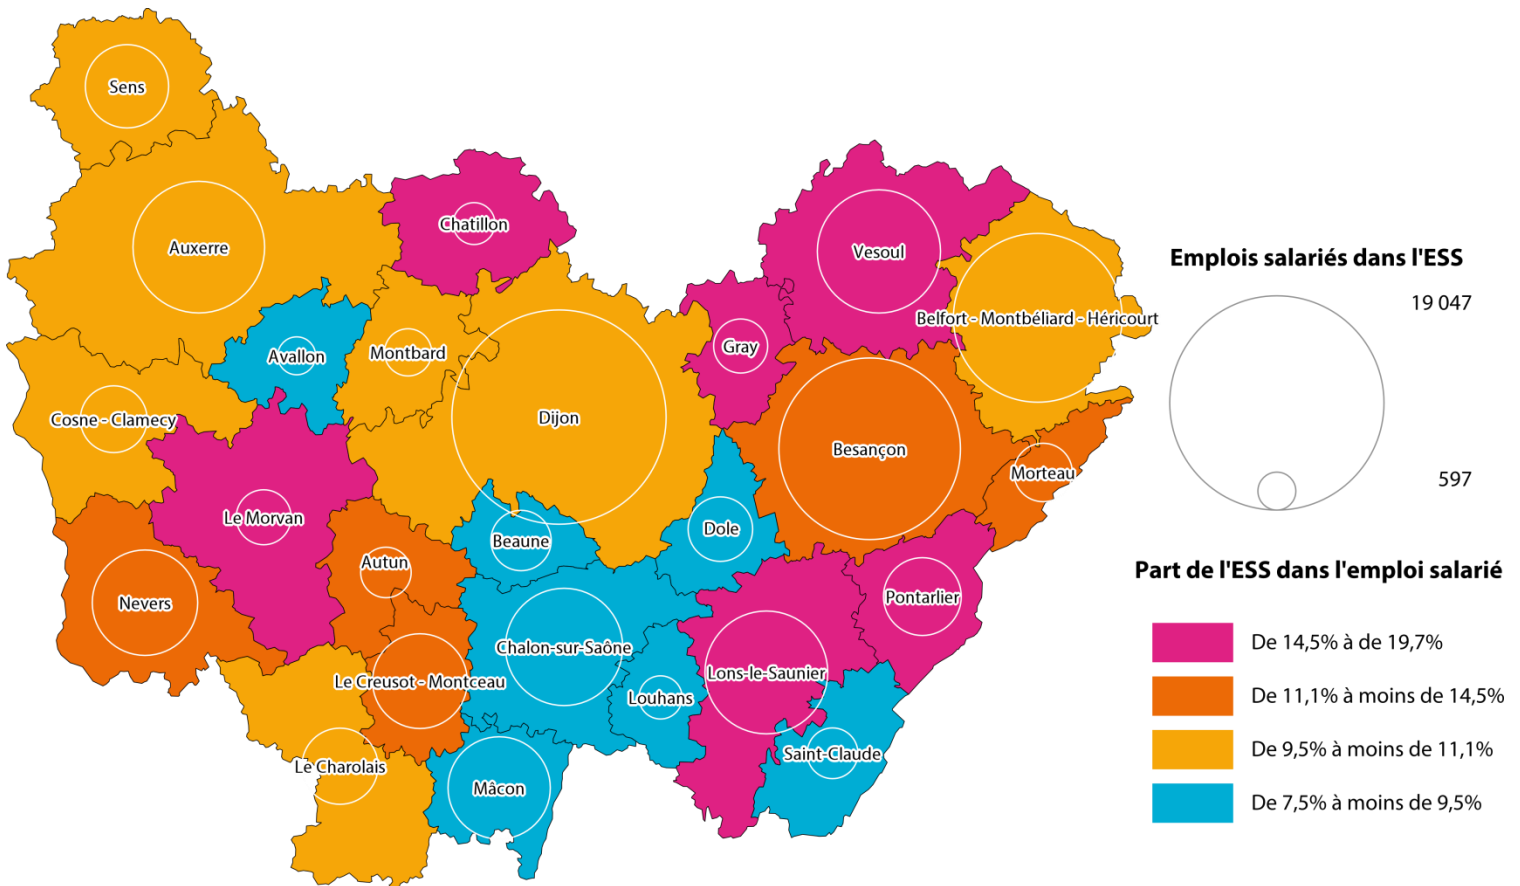 Sens
Auxerre
Chatillon
Vesoul
Belfort - Montbéliard - Héricourt
Avallon
Montbard
Gray
Cosne - Clamecy
Dijon
Besançon
Morteau
Le Morvan
Beaune
Dole
Autun
Nevers
Pontarlier
Chalon-sur-Saône
Le Creusot - Montceau
Lons-le-Saunier
Louhans
Saint-Claude
Le Charolais
Mâcon
Emplois salariés dans l'ESS
19 047
597
Part de l'ESS dans l'emploi salarié
De 14,5% à de 19,7%
De 11,1% à moins de 14,5%
De 9,5% à moins de 11,1%
De 7,5% à moins de 9,5%